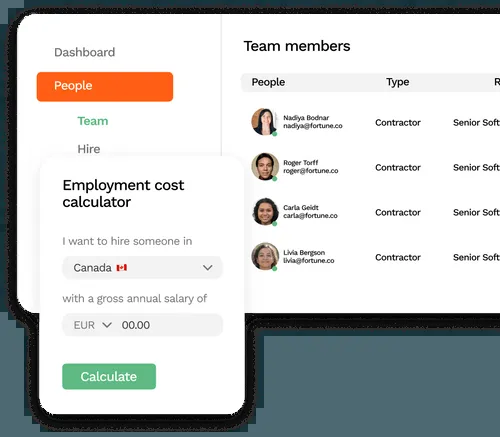 Dashboard
People
Team
Hire
Team members
People Type R
Nadiya Bodnar
nadiya@fortune.co
Contractor Senior Soft
Roger Torff
roger@fortune.co
Contractor Senior Soft
Carla Geidt
carla@fortune.co
Contractor Senior Soft
Livia Bergson
livia@fortune.co
Contractor Senior Soft
Employment cost
calculator
I want to hire someone in
Canada
with a gross annual salary of
EUR 00.00
Calculate